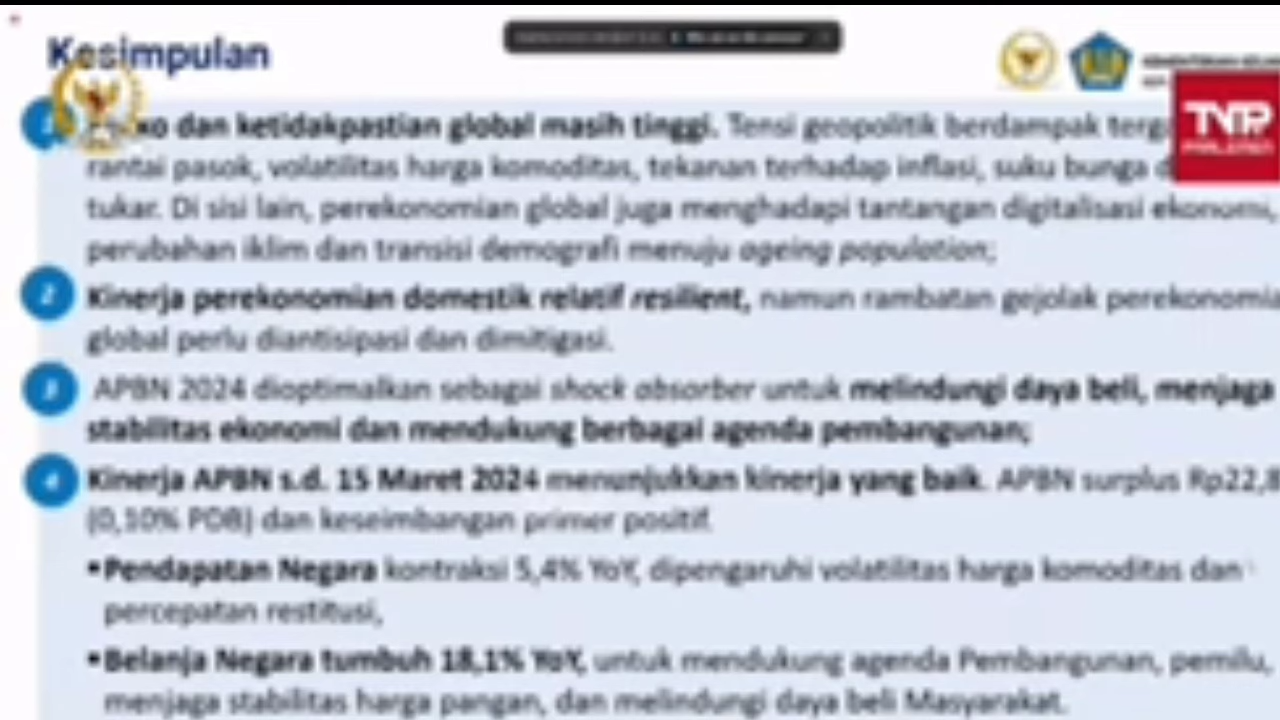 Kesimpulan
TVP
PARLEMEN
1
ko dan ketidakpastian global masih tinggi. Tensi geopolitik berdampak
rantai pasok, volatilitas harga komoditas, tekanan terhadap inflasi, suku bunga
tukar. Di sisi lain, perekonomian global juga menghadapi tantangan digitalisasi ekonomi,
perubahan iklim dan transisi demografi menuju ageing population;
2
Kinerja perekonomian domestik relatif resilient, namun rambatan gejolak perekonomia
global perlu diantisipasi dan dimitigasi.
3
APBN 2024 dioptimalkan sebagai shock absorber untuk melindungi daya beli, menjaga
stabilitas ekonomi dan mendukung berbagai agenda pembangunan;
4
Kinerja APBN s.d. 15 Maret 2024 menunjukkan kinerja yang baik. APBN surplus Rp22,8
(0,10% PDB) dan keseimbangan primer positif.
▪Pendapatan Negara kontraksi 5,4% YoY, dipengaruhi volatilitas harga komoditas dan
percepatan restitusi,
▪Belanja Negara tumbuh 18,1% YoY, untuk mendukung agenda Pembangunan, pemilu,
menjaga stabilitas harga pangan, dan melindungi daya beli Masyarakat.